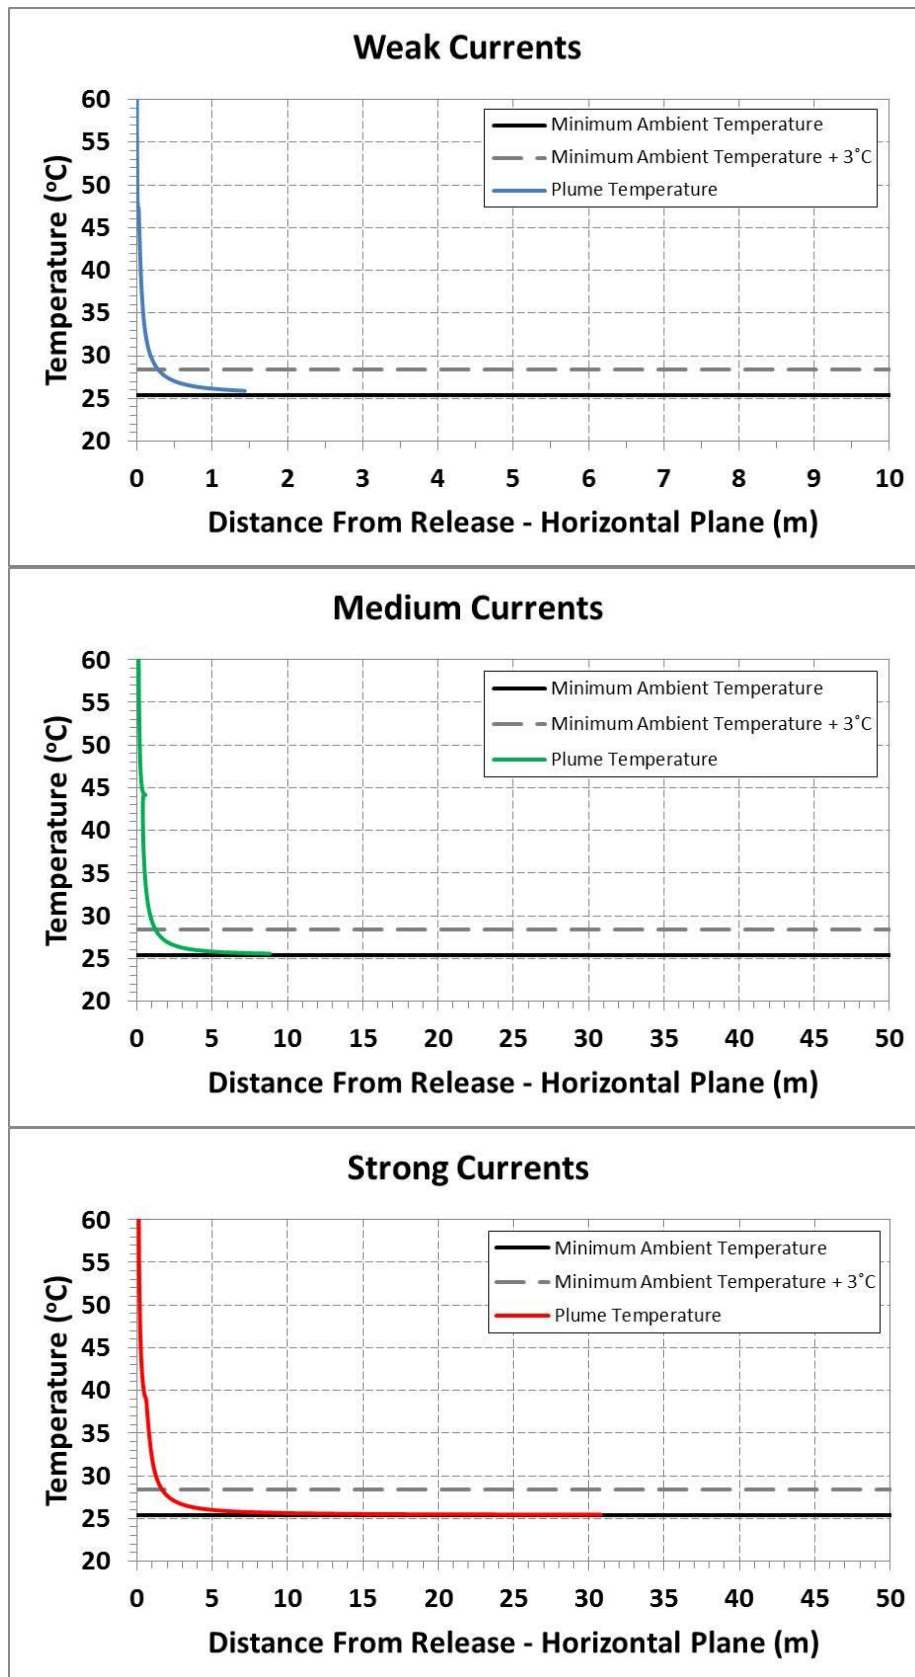 Weak Currents
60
55
50
45
40
35
30
25
20
Temperature (°C)
Minimum Ambient Temperature
Minimum Ambient Temperature + 3˚C
Plume Temperature
0 1 2 3 4 5 6 7 8 9 10
Distance From Release - Horizontal Plane (m)
Medium Currents
60
55
50
45
40
35
30
25
20
Temperature (°C)
Minimum Ambient Temperature
Minimum Ambient Temperature + 3˚C
Plume Temperature
0 5 10 15 20 25 30 35 40 45 50
Distance From Release - Horizontal Plane (m)
Strong Currents
60
55
50
45
40
35
30
25
20
Temperature (°C)
Minimum Ambient Temperature
Minimum Ambient Temperature + 3˚C
Plume Temperature
0 5 10 15 20 25 30 35 40 45 50
Distance From Release - Horizontal Plane (m)